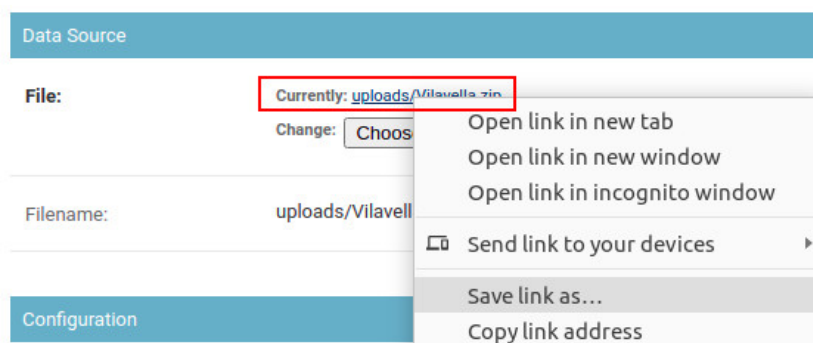 Data Source
File:
Currently: uploads/Vilavella.zip
Change: Choos
Filename:
uploads/Vilavell
Configuration
Open link in new tab
Open link in new window
Open link in incognito window
Send link to your devices
Save link as...
Copy link address